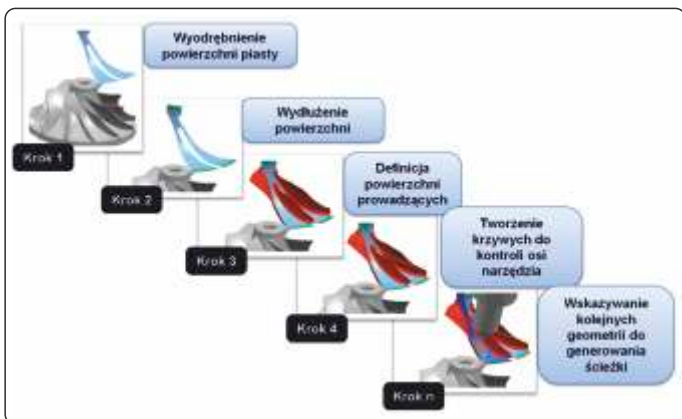 Wyodrębnienie
powierzchni piasty
Krok 1
Wydłużenie
powierzchni
Krok 2
Definicja
powierzchni
prowadzących
Krok 3
Tworzenie
krzywych do
kontroli osi
narzędzia
Krok 4
Wskazywanie
kolejnych
geometrii do
generowania
ścieżki
Krok n